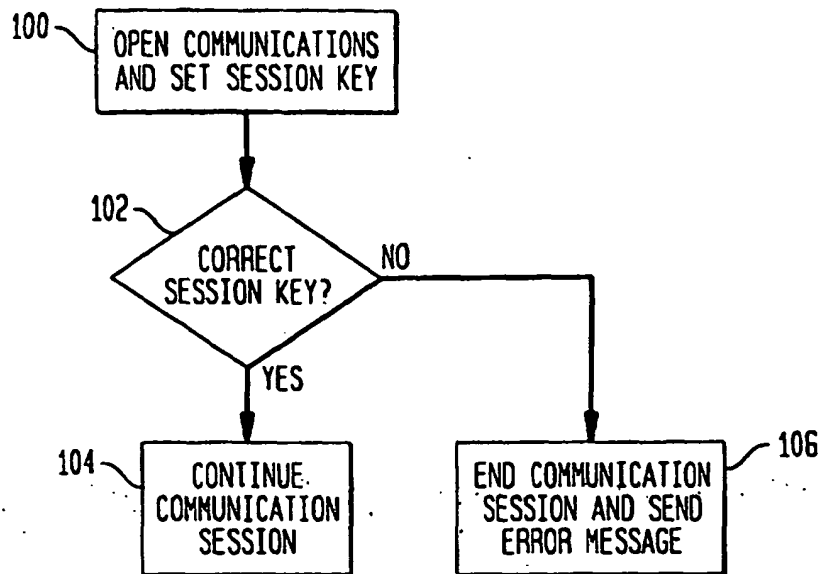 100
OPEN COMMUNICATIONS
AND SET SESSION KEY
102
CORRECT
SESSION KEY?
NO
YES
104
CONTINUE
COMMUNICATION
SESSION
END COMMUNICATION
SESSION AND SEND
ERROR MESSAGE
106